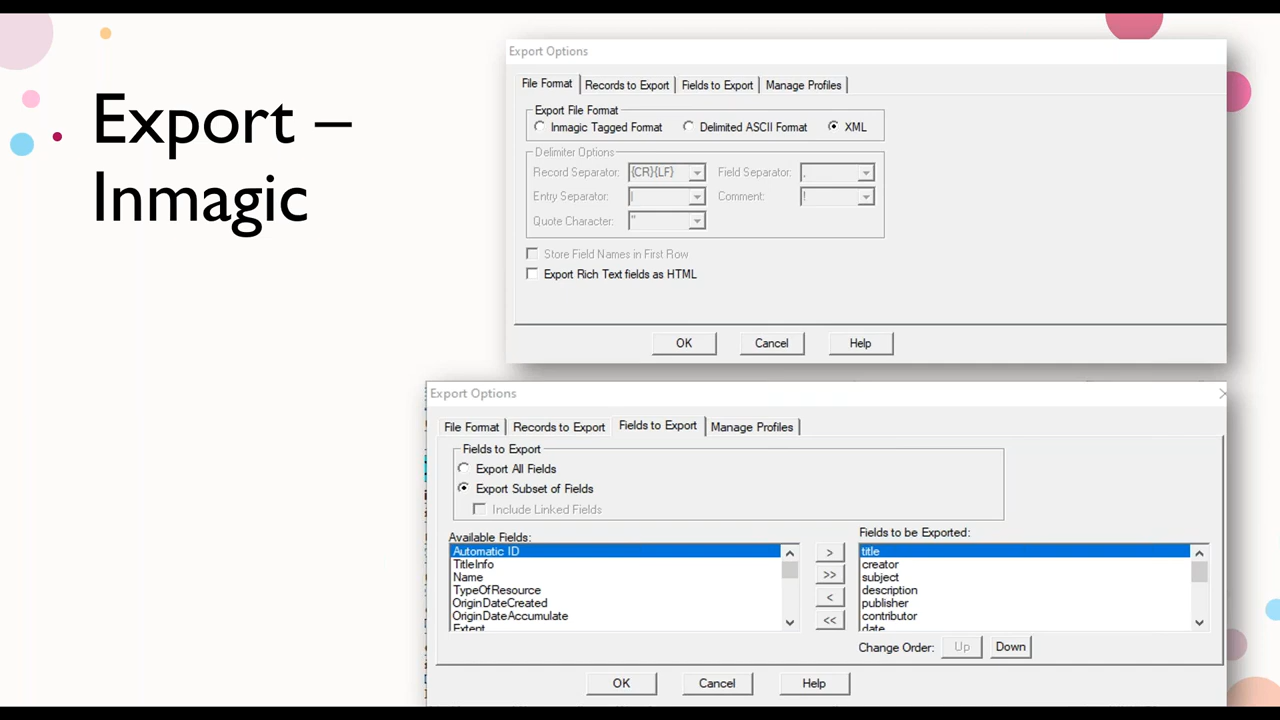 Export –
Inmagic
Export Options
File Format Records to Export Fields to Export Manage Profiles
Export File Format
Inmagic Tagged Format Delimited ASCII Format XML
Delimiter Options
Record Separator: {CR}{LF} Field Separator: ,
Entry Separator: | Comment: !
Quote Character: "
Store Field Names in First Row
Export Rich Text fields as HTML
OK Cancel Help
Export Options
File Format Records to Export Fields to Export Manage Profiles
Fields to Export
Export All Fields
Export Subset of Fields
Include Linked Fields
Available Fields:
Automatic ID
TitleInfo
Name
TypeOfResource
OriginDateCreated
OriginDateAccumulate
Extent
>
>>
<
<<
Fields to be Exported:
title
creator
subject
description
publisher
contributor
date
Change Order: Up Down
OK Cancel Help